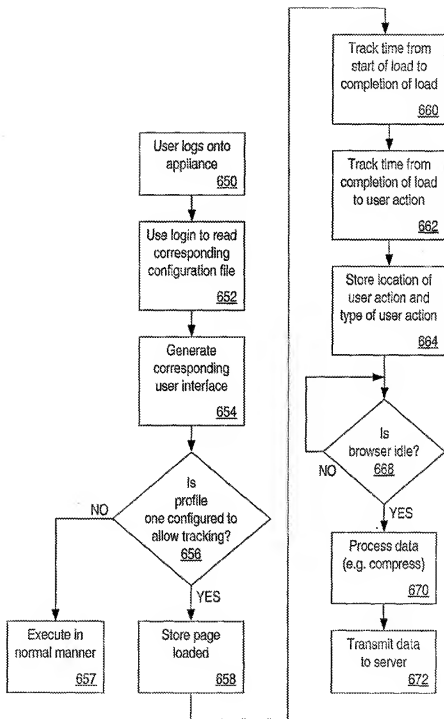 User logs onto
appliance
650
Use login to read
corresponding
configuration file
652
Generate
corresponding
user interface
654
Is
profile
one configured to
allow tracking?
656
NO
YES
Execute in
normal manner
657
Store page
loaded
658
Track time from
start of load to
completion of load
660
Track time from
completion of load
to user action
662
Store location of
user action and
type of user action
664
Is
browser idle?
668
NO
YES
Process data
(e.g. compress)
670
Transmit data
to server
672